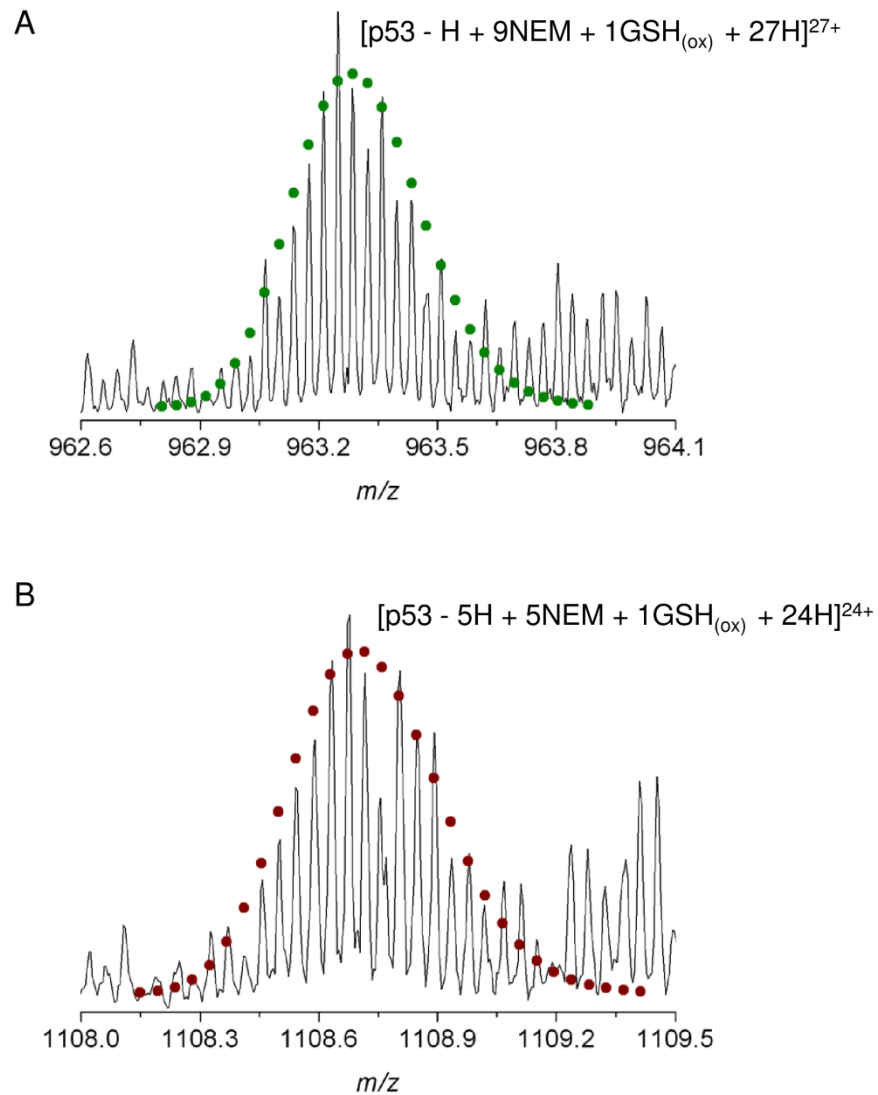 A
[p53 - H + 9NEM + 1GSH(ox) + 27H]27+
962.6 962.9 963.2 963.5 963.8 964.1
m/z
B
[p53 - 5H + 5NEM + 1GSH(ox) + 24H]24+
1108.0 1108.3 1108.6 1108.9 1109.2 1109.5
m/z